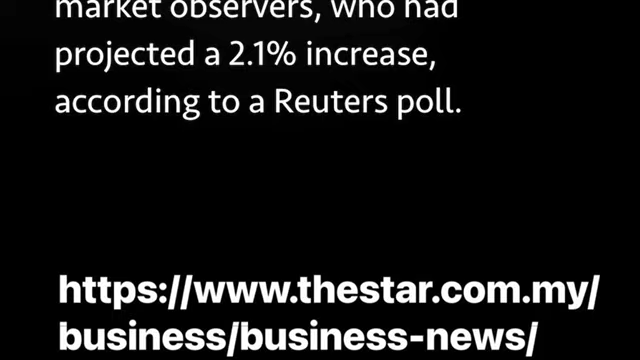 market observers, who had
projected a 2.1% increase,
according to a Reuters poll.
https://www.thestar.com.my/
business/business-news/